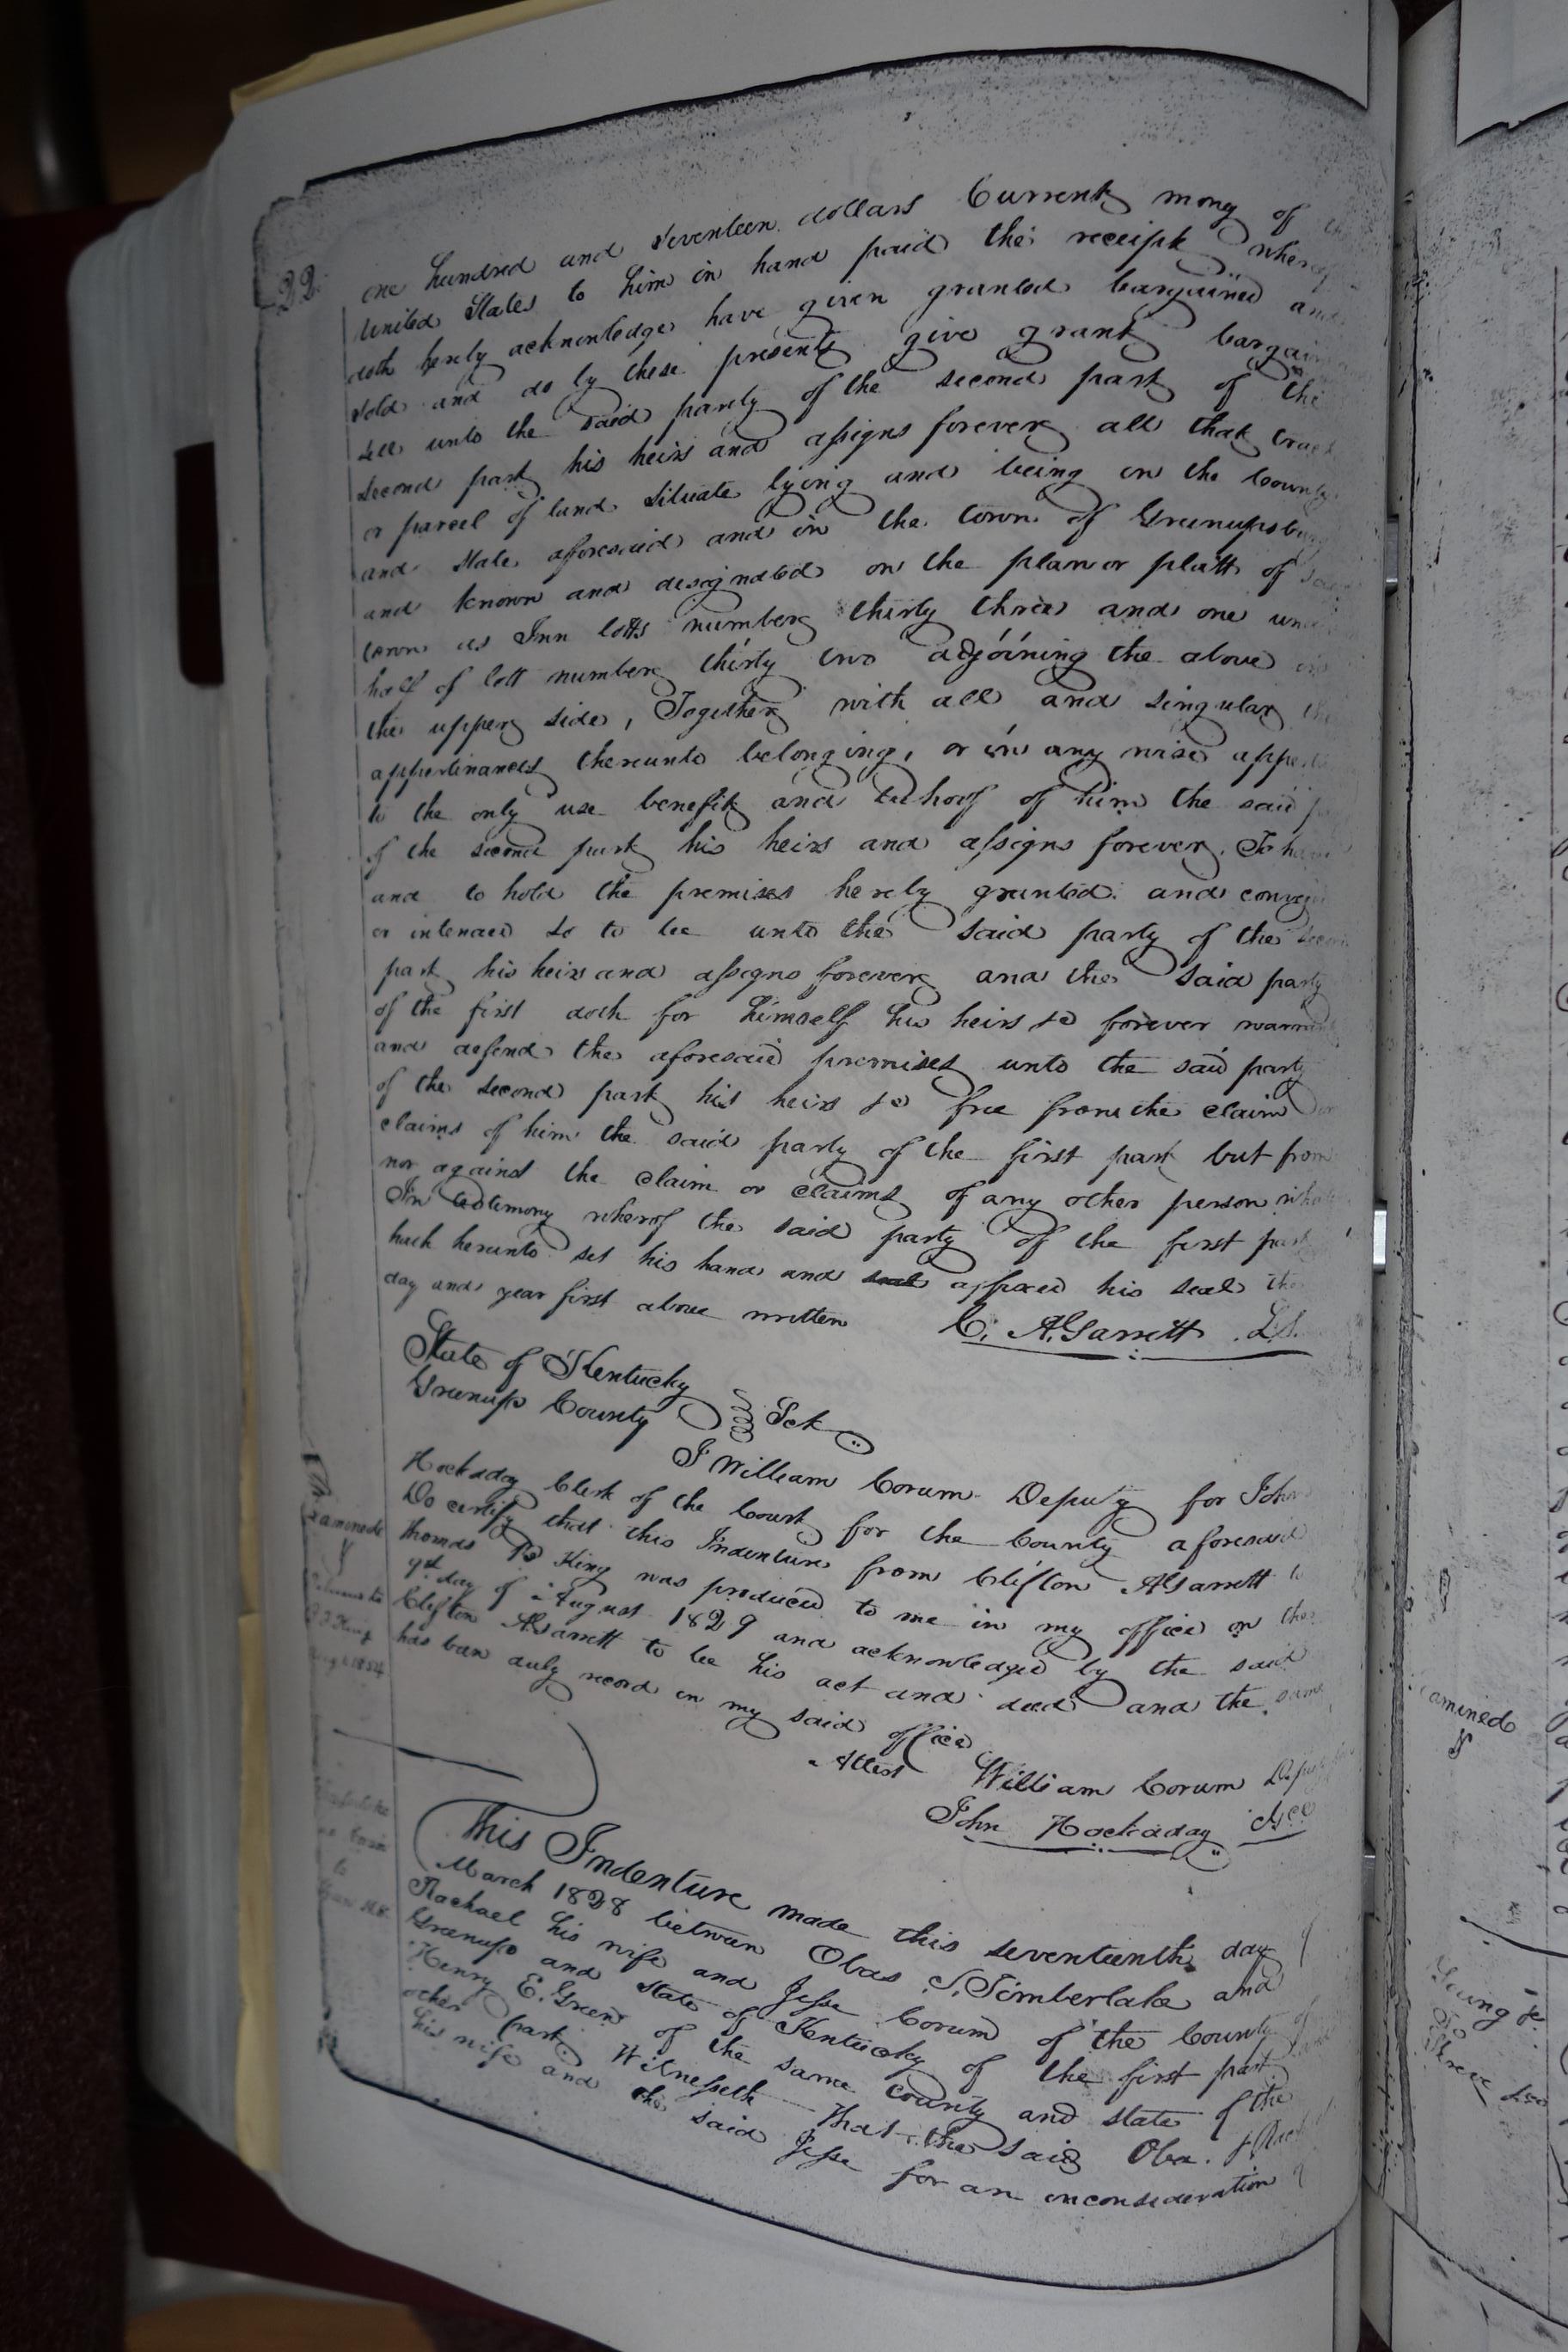 22
one hundred and seventeen dollars Current money of
United States to him in hand paid the receipt
doth herely acknowledge have given granted bargained and
sold and do by these presents give grant bargain
sell unto the said party of the second part of the
second part his heirs and assigns forever all that tract
or parcel of land situate lying and being in the County
and State afforesaid and in the town of Greenupsburg
and known and designated on the plan or platt of
town as Inn lotts number thirty three and one
half of lott number thirty two adjoining the above
the upper side, Together with all and singular
appertinances thereunto belonging, or in any wise
to the only use benefit and behoof of him the said
of the second part his heirs and assigns forever. To have
and to hold the premises herely granted and
or intended so to be unto the said party of the
part his heirs and assigns forever and the said party
of the first doth for himself his heirs &c forever warrant
and defend the aforesaid premises unto the said party
of the second part his heirs &c free from the claim or
claims of him the said party of the first part but from
nor against the claim or claims of any other person
In testimony wherof the said party of the first part
hath herunto set his hand and seal affixed his seal the
day and year first above written C. A. Garrett L.S.
State of Kentucky
Greenup County Sct
I William Corum Deputy for John
Hockaday Clerk of the Court for the County aforesaid
Do certify that this Indenture from Clifton A Garrett to
Thomas B King was produced to me in my office on the
day of August 1829 and acknowledged by the said
Clifton A Garrett to be his act and deed and the same
has ben duly record in my said office
Attest William Corum
John Hockaday
This Indenture made this seventeenth day
March 1828 between Obas S. Timberlake and
Rachael his wife and Jesse Corum of the County of
Greenup and State of Kentucky of the first part
Henry E. Green of the same county and state of the
other part Witnesseth That the said Oba. &
his wife and the said Jesse for an inconsideration
Examined
amined
Young &c
To